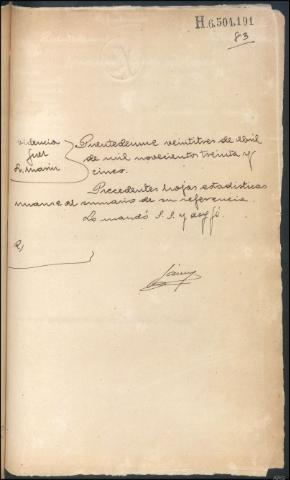 H.6.504.191
83
videncia
Juez
Sr. Marin
Puentedeume veintitres de Abril
de mil novecientos treinta y
cinco.
Precedentes hojas estadisticas
unanse al sumario de su referencia.
Lo mandó S. S. y doy fé.